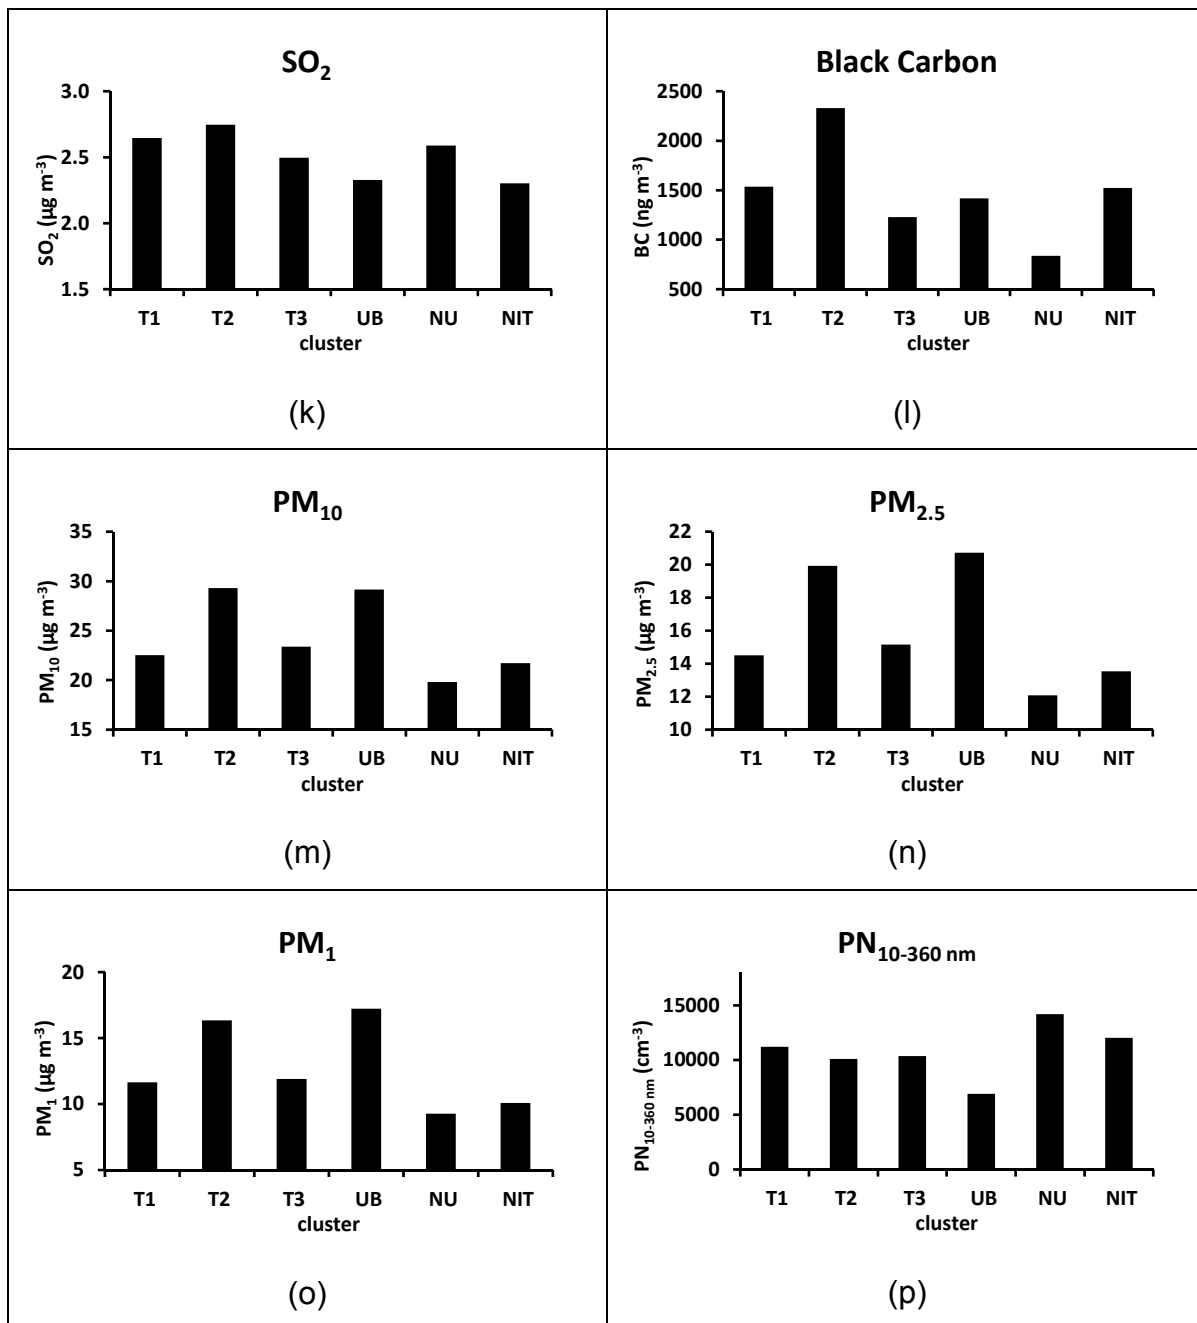 SO2
3.0
2.5
2.0
1.5
SO2 (µg m-3)
T1 T2 T3 UB NU NIT
cluster
(k)
Black Carbon
2500
2000
1500
1000
500
BC (ng m-3)
T1 T2 T3 UB NU NIT
cluster
(l)
PM10
35
30
25
20
15
PM10 (µg m-3)
T1 T2 T3 UB NU NIT
cluster
(m)
PM2.5
22
20
18
16
14
12
10
PM2.5 (µg m-3)
T1 T2 T3 UB NU NIT
cluster
(n)
PM1
20
15
10
5
PM1 (µg m-3)
T1 T2 T3 UB NU NIT
cluster
(o)
PN10-360 nm
15000
10000
5000
0
PN10-360 nm (cm-3)
T1 T2 T3 UB NU NIT
cluster
(p)